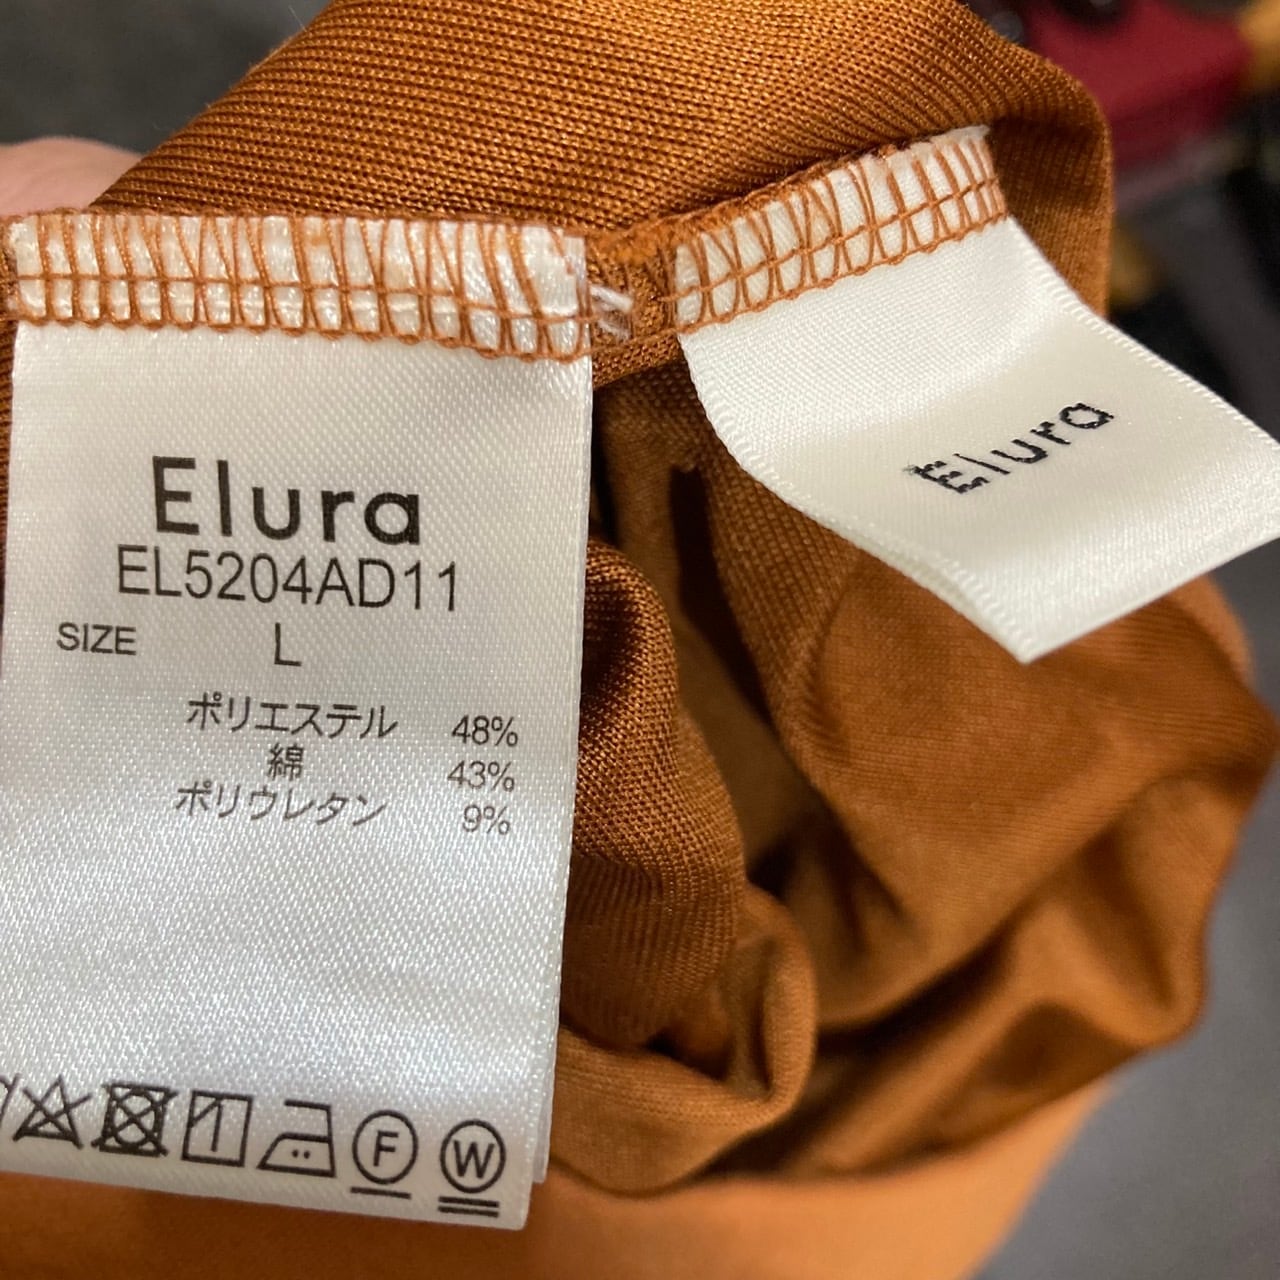 Elura
EL5204AD11
SIZE L
ポリエステル 48%
綿 43%
ポリウレタン 9%
F
W
Elura